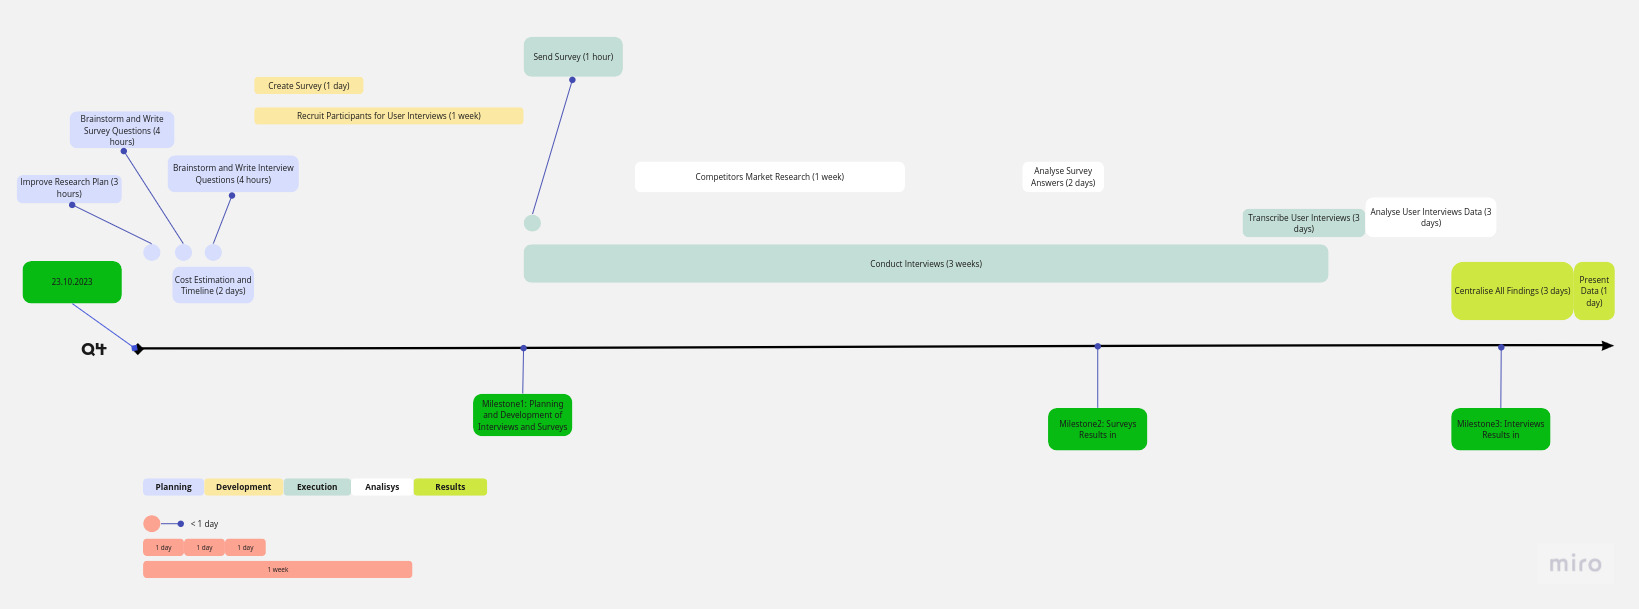 Send Survey (1 hour)
Create Survey (1 day)
Recruit Participants for User Interviews (1 week)
Brainstorm and Write
Survey Questions (4
hours)
Brainstorm and Write Interview
Questions (4 hours)
Improve Research Plan (3
hours)
Competitors Market Research (1 week)
Analyse Survey
Answers (2 days)
Transcribe User Interviews (3
days)
Analyse User Interviews Data (3
days)
Conduct Interviews (3 weeks)
23.10.2023
Cost Estimation and
Timeline (2 days)
Centralise All Findings (3 days)
Present
Data (1
day)
Q4
Milestone1: Planning
and Development of
Interviews and Surveys
Milestone2: Surveys
Results in
Milestone3: Interviews
Results in
Planning Development Execution Analisys Results
< 1 day
1 day 1 day 1 day
1 week
miro